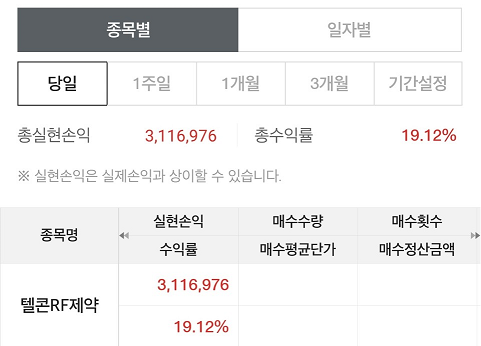 종목별 일자별
당일 1주일 1개월 3개월 기간설정
총실현손익 3,116,976 총수익률 19.12%
※ 실현손익은 실제손익과 상이할 수 있습니다.
종목명 실현손익 매수수량 매수횟수
수익률 매수평균단가 매수정산금액
텔콘RF제약 3,116,976
19.12%